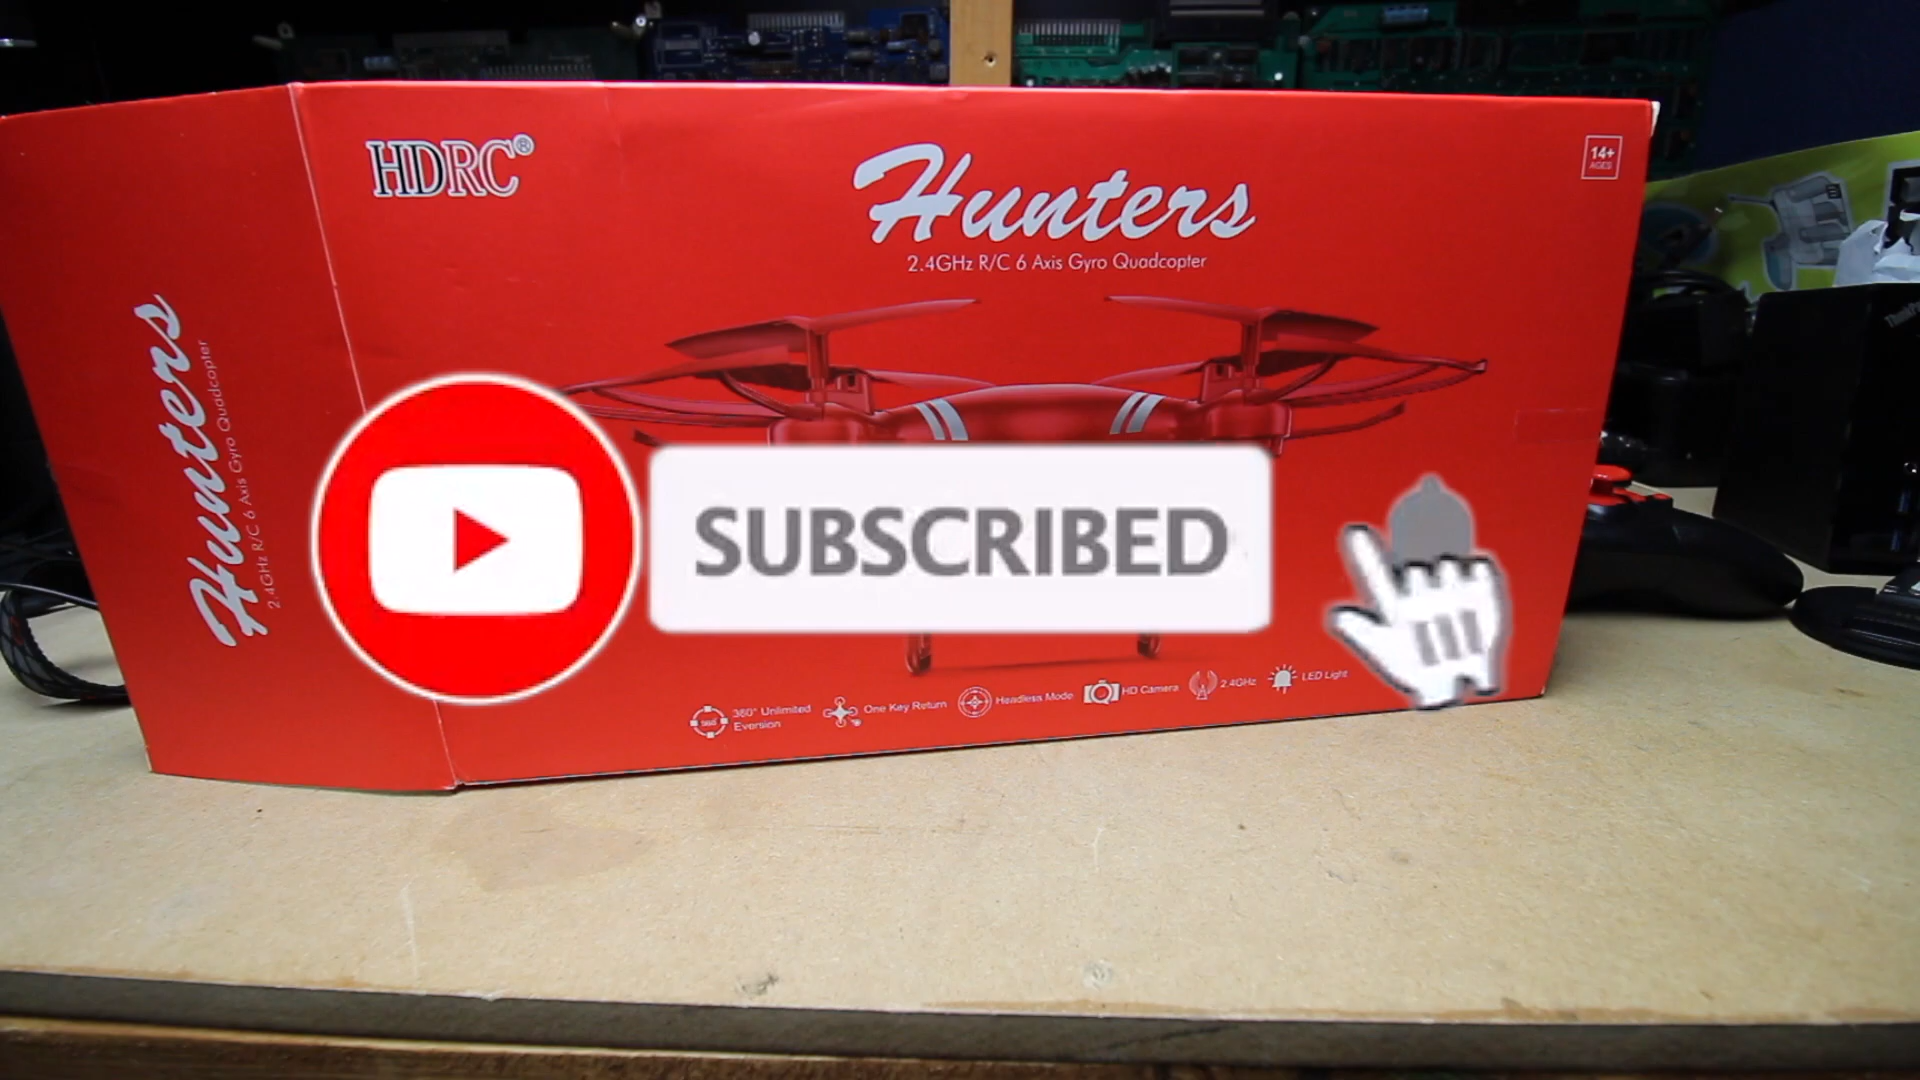 HDRC®
Hunters
2.4GHz R/C 6 Axis Gyro Quadcopter
14+
AGES
Hunters
2.4GHz R/C 6 Axis Gyro Quadcopter
SUBSCRIBED
360° Unlimited
Eversion
One Key Return
Headless Mode
HD Camera
2.4GHz
LED Light